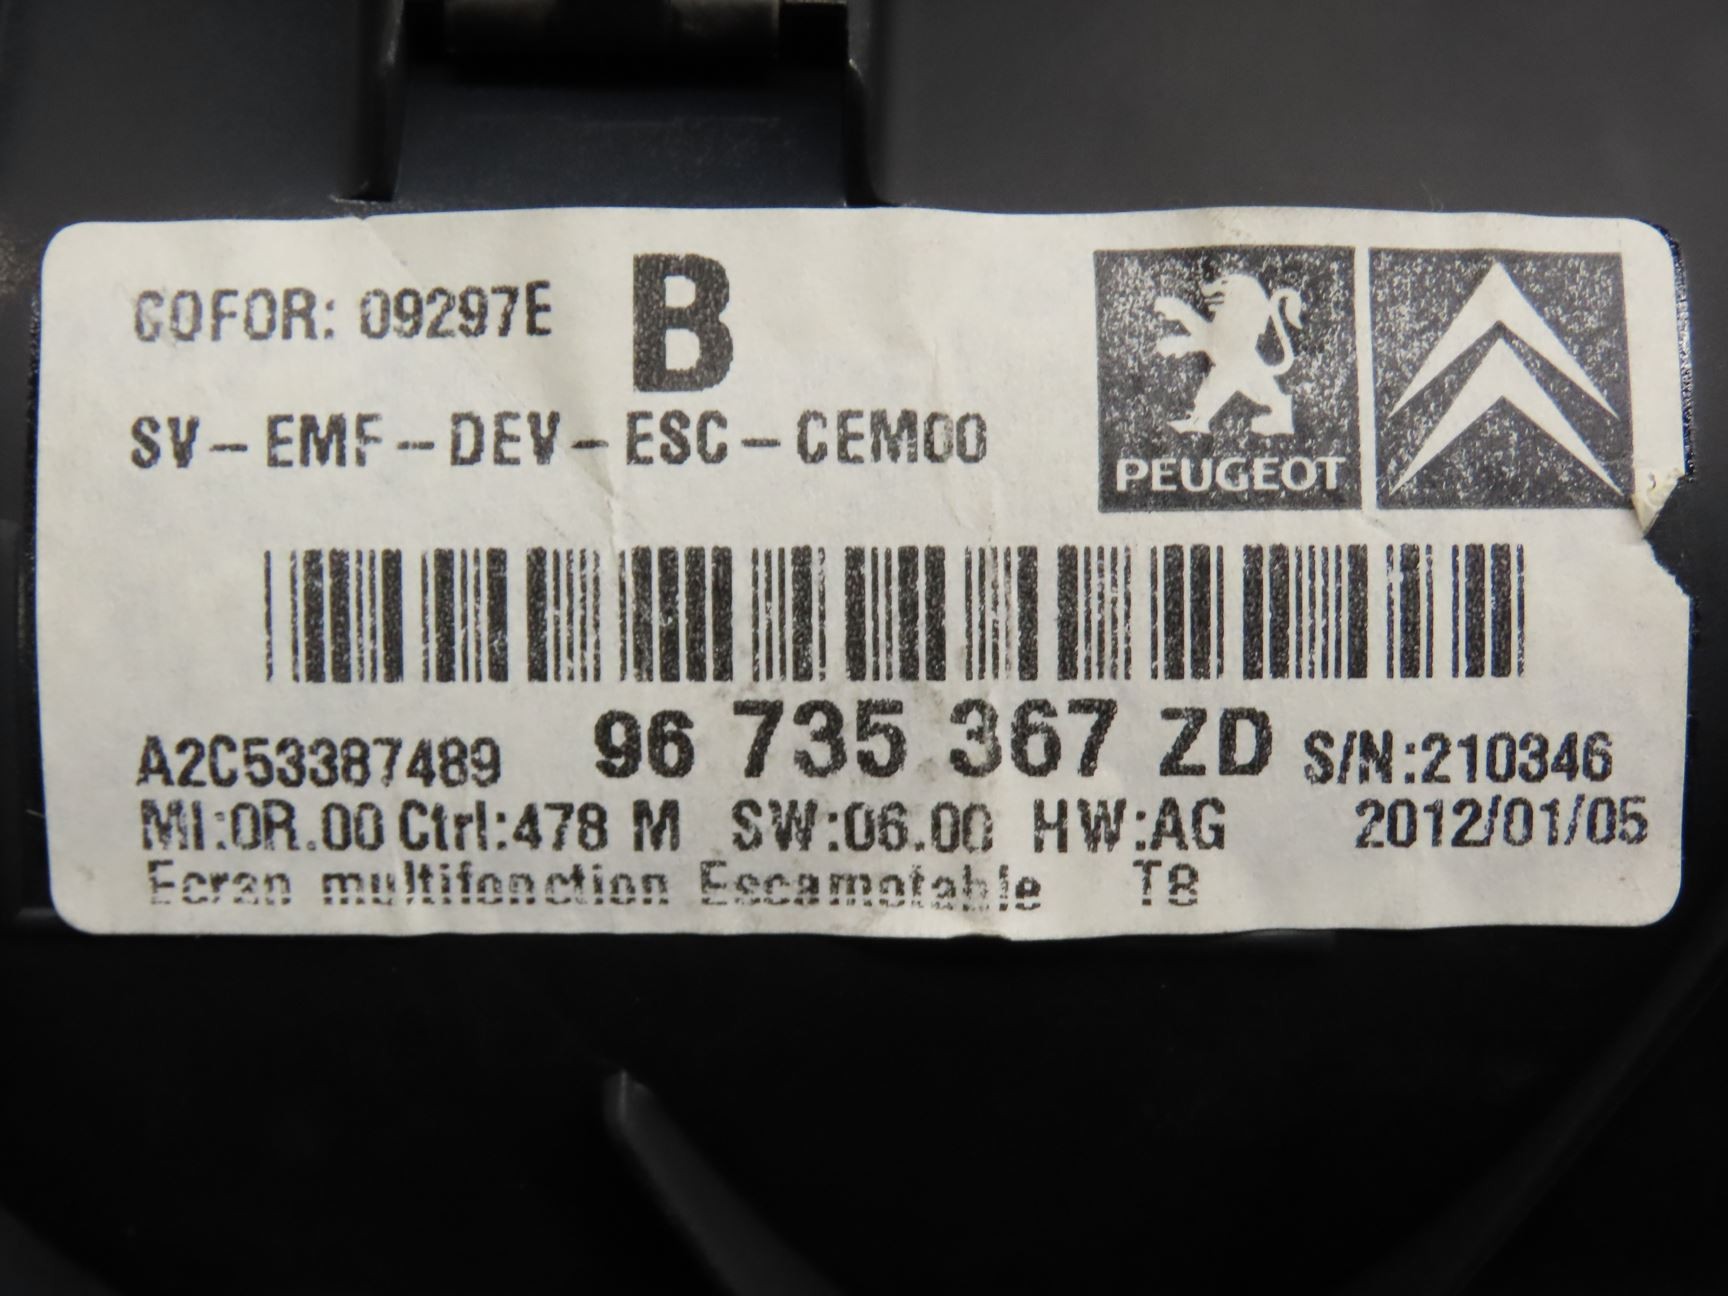 COFOR: 09297E
B
SV-EMF-DEV-ESC-CEM00
PEUGEOT
A2C53387489 96 735 367 ZD S/N:210346
MI:0R.00 Ctrl:478 M SW:06.00 HW:AG 2012/01/05
Ecran multifonction Escamotable T8